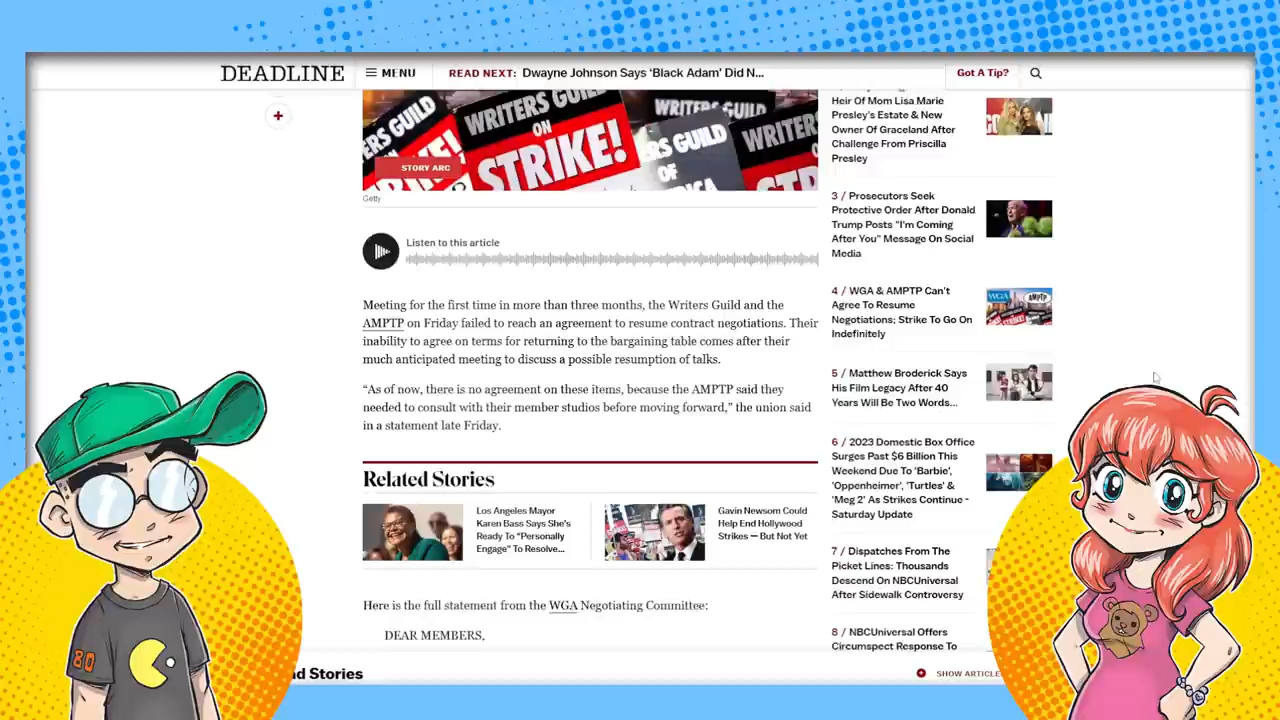 DEADLINE
MENU
READ NEXT: Dwayne Johnson Says ‘Black Adam’ Did N...
Got A Tip?
WRITERS GUILD
ON
STRIKE!
STORY ARC
Getty
Listen to this article
Meeting for the first time in more than three months, the Writers Guild and the
AMPTP on Friday failed to reach an agreement to resume contract negotiations. Their
inability to agree on terms for returning to the bargaining table comes after their
much anticipated meeting to discuss a possible resumption of talks.
“As of now, there is no agreement on these items, because the AMPTP said they
needed to consult with their member studios before moving forward,” the union said
in a statement late Friday.
Related Stories
Los Angeles Mayor
Karen Bass Says She's
Ready To “Personally
Engage” To Resolve...
Gavin Newsom Could
Help End Hollywood
Strikes — But Not Yet
Here is the full statement from the WGA Negotiating Committee:
DEAR MEMBERS,
d Stories
SHOW ARTICLE
Heir Of Mom Lisa Marie
Presley's Estate & New
Owner Of Graceland After
Challenge From Priscilla
Presley
3 / Prosecutors Seek
Protective Order After Donald
Trump Posts “I'm Coming
After You” Message On Social
Media
4 / WGA & AMPTP Can't
Agree To Resume
Negotiations; Strike To Go On
Indefinitely
WGA
AMPTP
5 / Matthew Broderick Says
His Film Legacy After 40
Years Will Be Two Words...
6 / 2023 Domestic Box Office
Surges Past $6 Billion This
Weekend Due To 'Barbie',
'Oppenheimer', 'Turtles' &
'Meg 2' As Strikes Continue -
Saturday Update
7 / Dispatches From The
Picket Lines: Thousands
Descend On NBCUniversal
After Sidewalk Controversy
8 / NBCUniversal Offers
Circumspect Response To
80